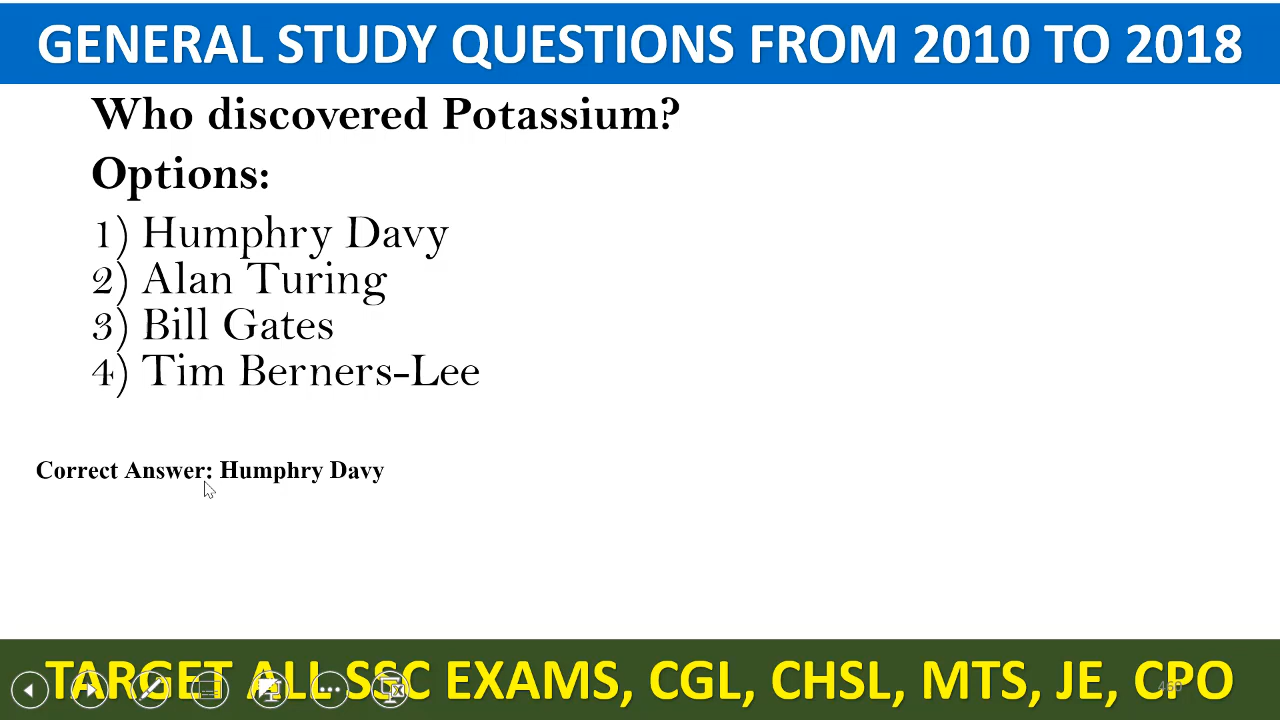 GENERAL STUDY QUESTIONS FROM 2010 TO 2018
Who discovered Potassium?
Options:
1) Humphry Davy
2) Alan Turing
3) Bill Gates
4) Tim Berners-Lee
Correct Answer: Humphry Davy
TARGET ALL SSC EXAMS, CGL, CHSL, MTS, JE, CPO